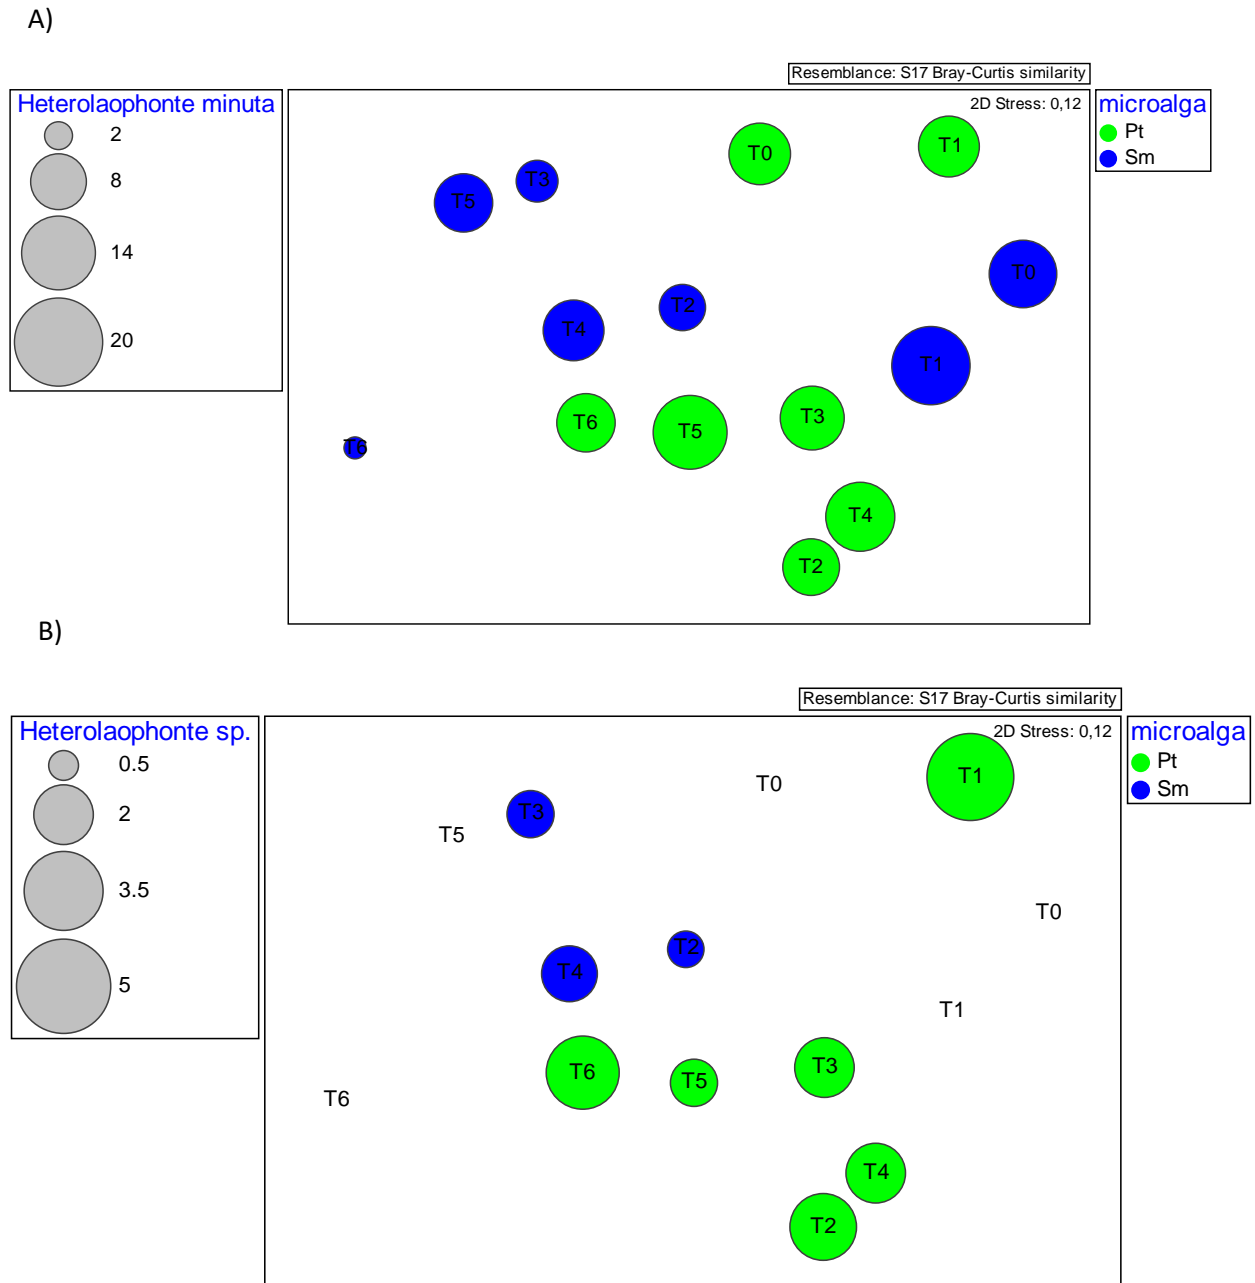 A)
Resemblance: S17 Bray-Curtis similarity
Heterolaophonte minuta
2
8
14
20
2D Stress: 0,12
microalga
Pt
Sm
T0
T1
T3
T5
T0
T2
T4
T1
T6
T5
T3
T6
T4
T2
B)
Resemblance: S17 Bray-Curtis similarity
Heterolaophonte sp.
0.5
2
3.5
5
2D Stress: 0,12
microalga
Pt
Sm
T1
T0
T3
T5
T0
T2
T4
T1
T6
T5
T3
T6
T4
T2